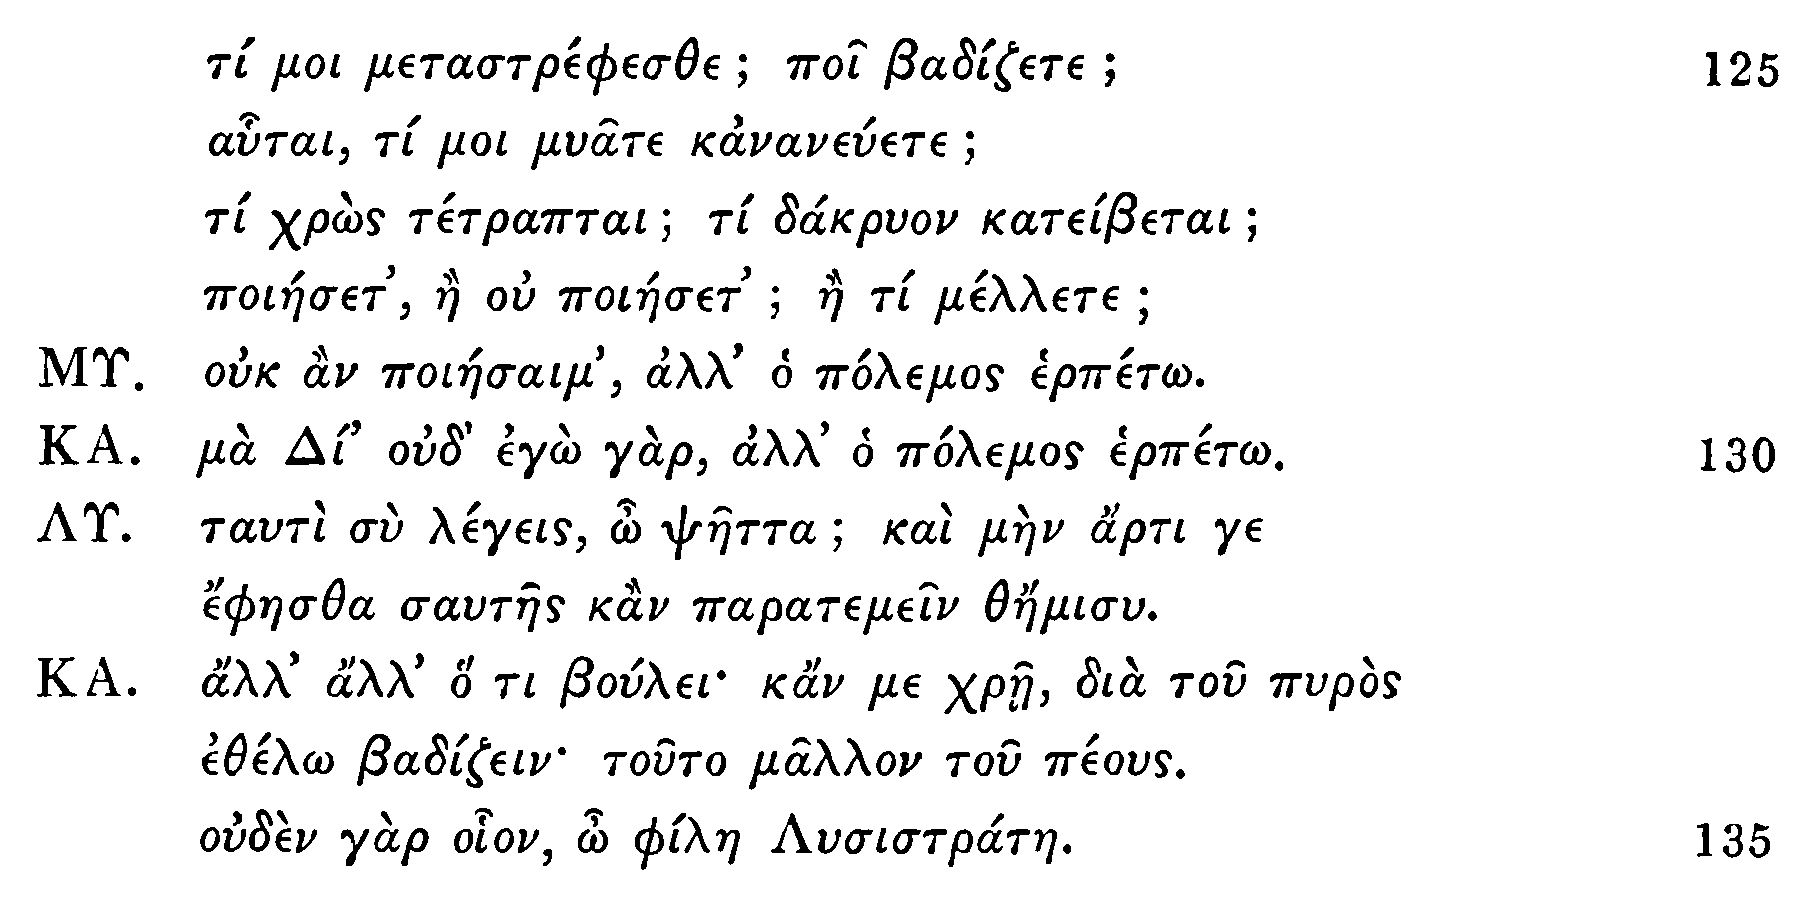 τί μοι μεταστρέφεσθε; ποῖ βαδίζετε; 125
αὗται, τί μοι μυᾶτε κἀνανεύετε;
τί χρὼς τέτραπται; τί δάκρυον κατείβεται;
ποιήσετ’, ἢ οὐ ποιήσετ’; ἢ τί μέλλετε;
ΜΥ. οὐκ ἂν ποιήσαιμ’, ἀλλ’ ὁ πόλεμος ἑρπέτω.
ΚΑ. μὰ Δί’ οὐδ’ ἐγὼ γὰρ, ἀλλ’ ὁ πόλεμος ἑρπέτω. 130
ΛΥ. ταυτὶ σὺ λέγεις, ὦ ψῆττα; καὶ μὴν ἄρτι γε
ἔφησθα σαυτῆς κἂν παρατεμεῖν θἤμισυ.
ΚΑ. ἄλλ’ ἄλλ’ ὅ τι βούλει· κἄν με χρῇ, διὰ τοῦ πυρὸς
ἐθέλω βαδίζειν· τοῦτο μᾶλλον τοῦ πέους.
οὐδὲν γὰρ οἷον, ὦ φίλη Λυσιστράτη. 135